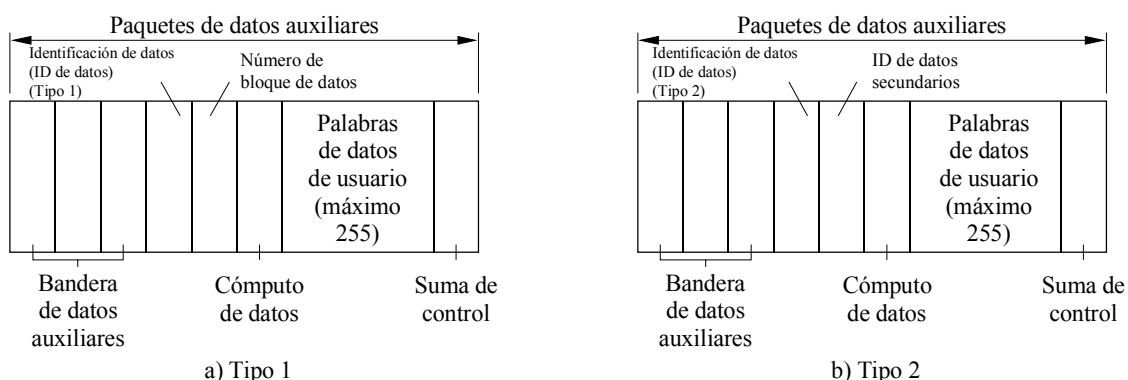 Paquetes de datos auxiliares
Identificación de datos
(ID de datos)
(Tipo 1)
Número de
bloque de datos
Palabras
de datos
de usuario
(máximo
255)
Bandera
de datos
auxiliares
Cómputo
de datos
Suma de
control
a) Tipo 1
Paquetes de datos auxiliares
Identificación de datos
(ID de datos)
(Tipo 2)
ID de datos
secundarios
Palabras
de datos
de usuario
(máximo
255)
Bandera
de datos
auxiliares
Cómputo
de datos
Suma de
control
b) Tipo 2